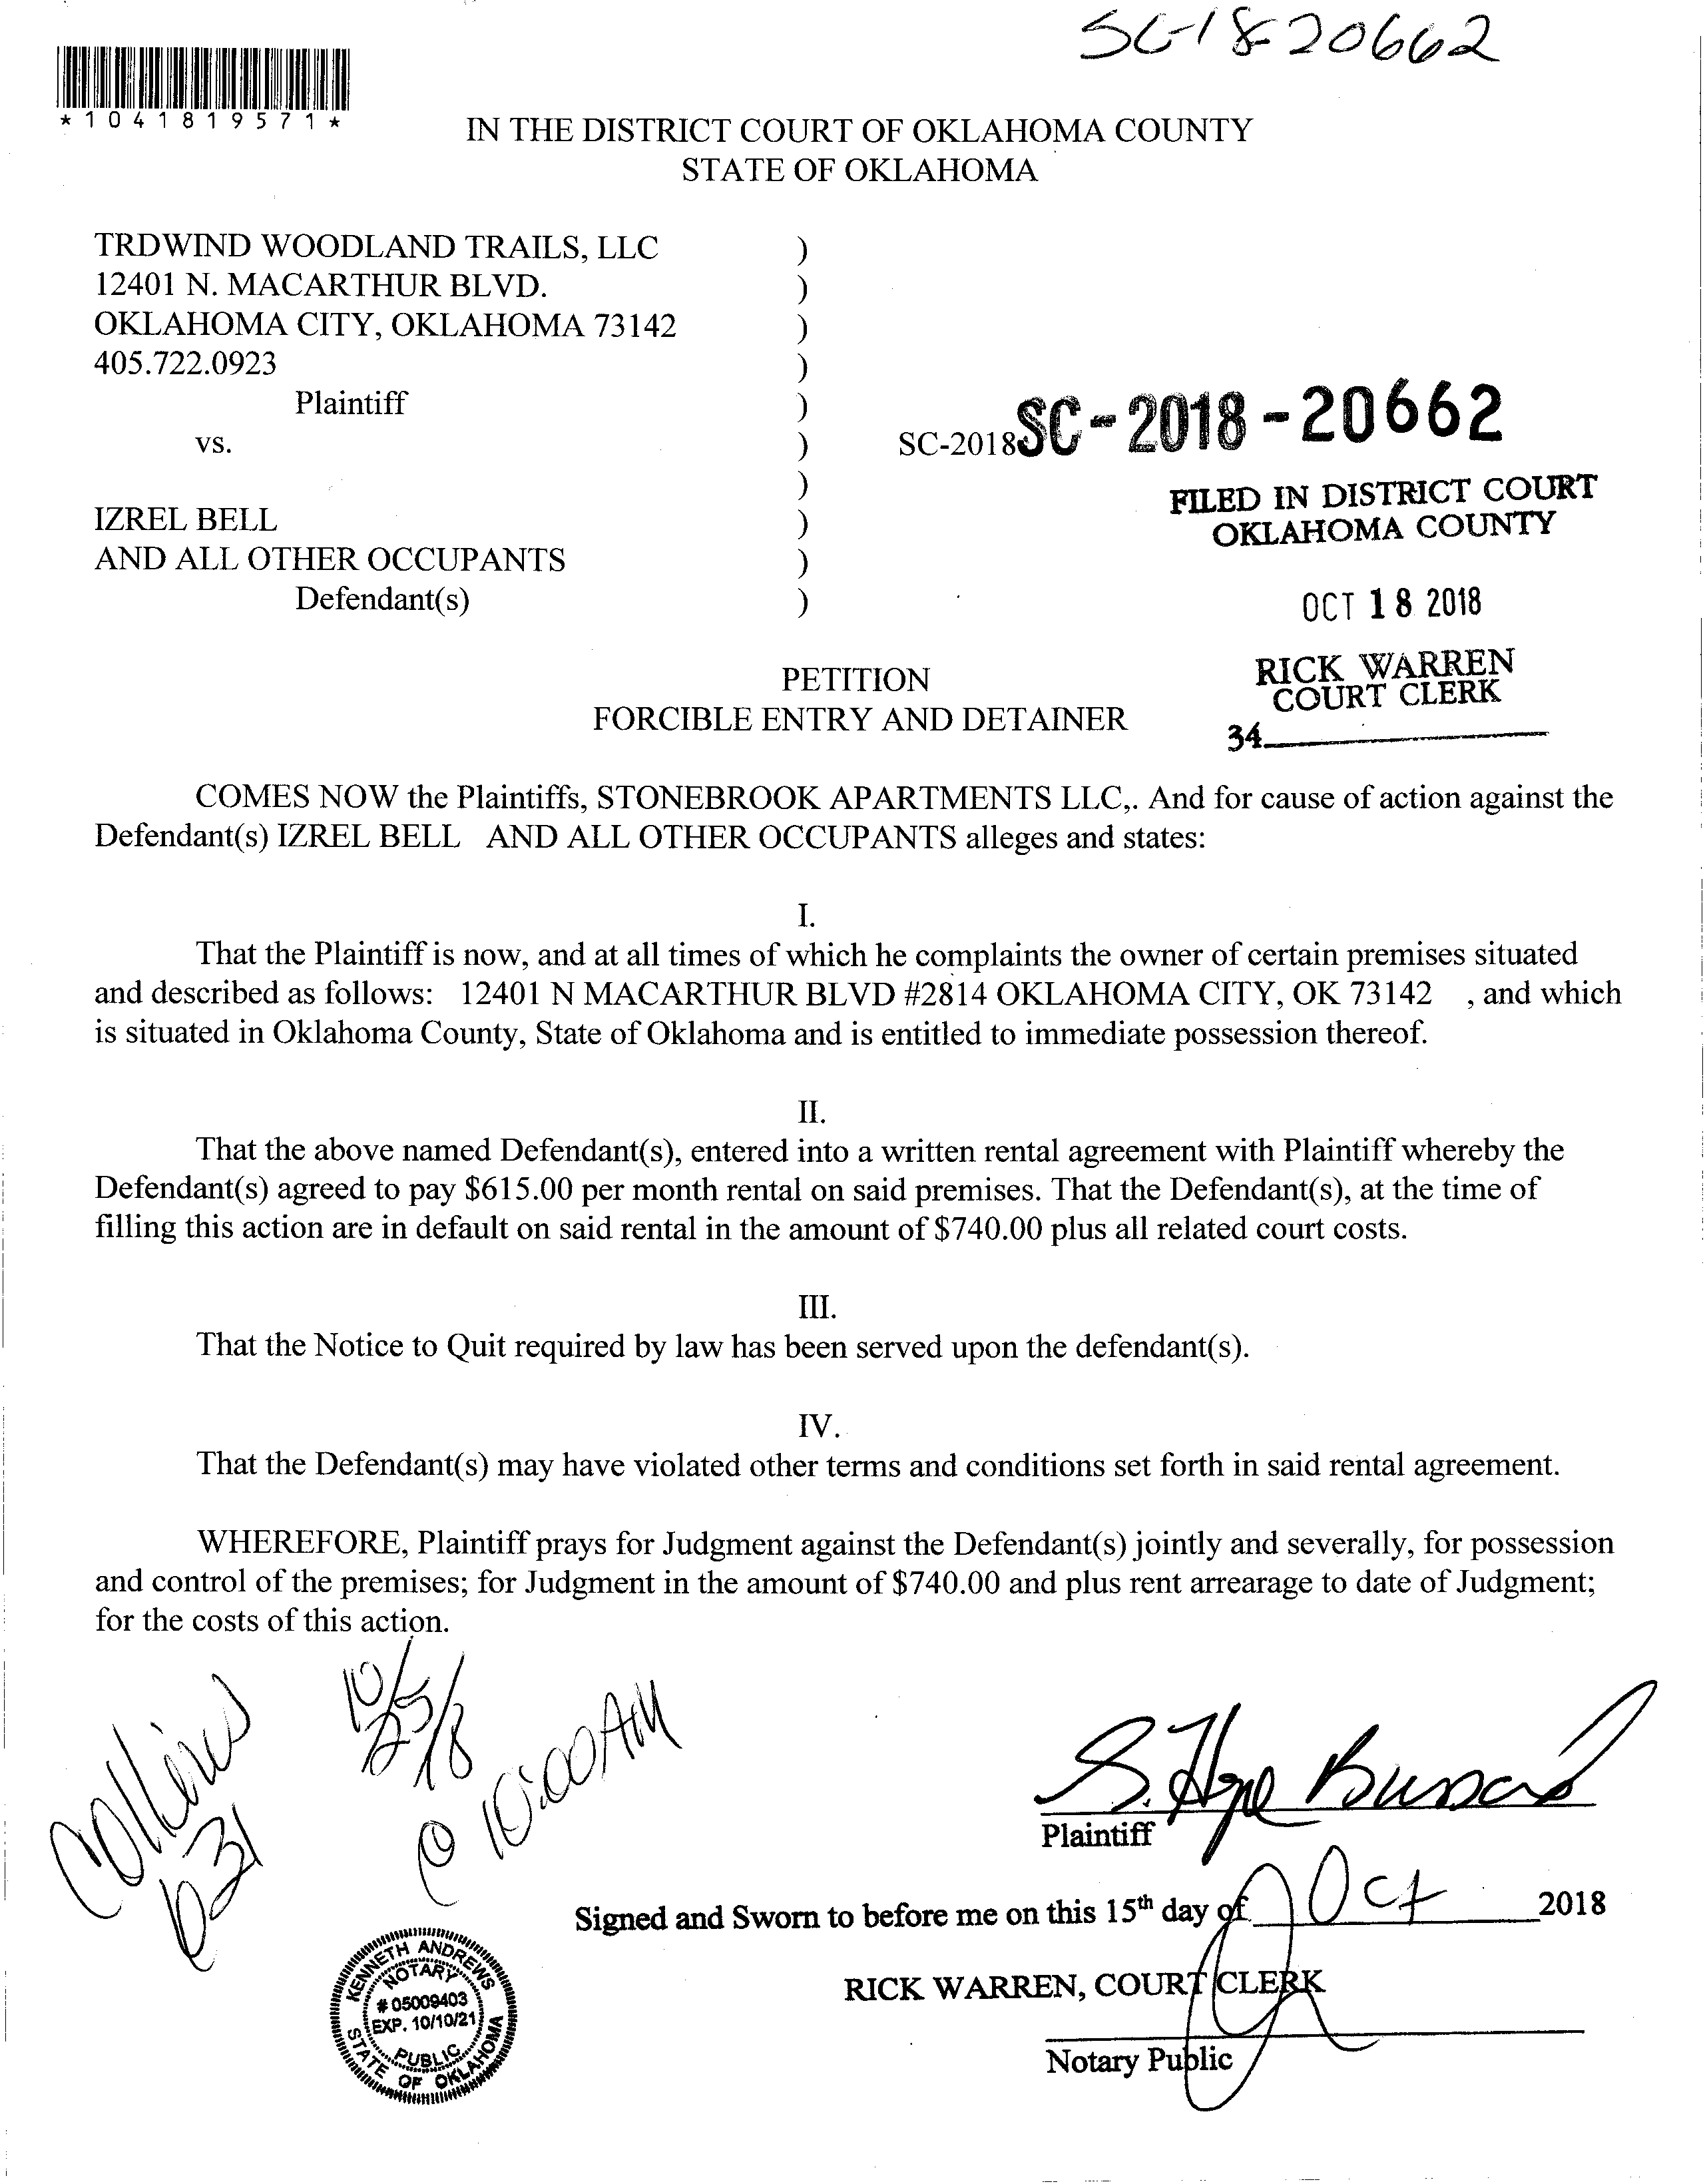 SC-18-20662
*1041819571*
IN THE DISTRICT COURT OF OKLAHOMA COUNTY
STATE OF OKLAHOMA
TRDWIND WOODLAND TRAILS, LLC )
12401 N. MACARTHUR BLVD. )
OKLAHOMA CITY, OKLAHOMA 73142 )
405.722.0923 )
Plaintiff )
vs. ) SC-2018 SC-2018-20662
)
IZREL BELL )
AND ALL OTHER OCCUPANTS )
Defendant(s) )
FILED IN DISTRICT COURT
OKLAHOMA COUNTY
OCT 18 2018
RICK WARREN
COURT CLERK
34
PETITION
FORCIBLE ENTRY AND DETAINER
COMES NOW the Plaintiffs, STONEBROOK APARTMENTS LLC,. And for cause of action against the
Defendant(s) IZREL BELL AND ALL OTHER OCCUPANTS alleges and states:
I.
That the Plaintiff is now, and at all times of which he complaints the owner of certain premises situated
and described as follows: 12401 N MACARTHUR BLVD #2814 OKLAHOMA CITY, OK 73142 , and which
is situated in Oklahoma County, State of Oklahoma and is entitled to immediate possession thereof.
II.
That the above named Defendant(s), entered into a written rental agreement with Plaintiff whereby the
Defendant(s) agreed to pay $615.00 per month rental on said premises. That the Defendant(s), at the time of
filling this action are in default on said rental in the amount of $740.00 plus all related court costs.
III.
That the Notice to Quit required by law has been served upon the defendant(s).
IV.
That the Defendant(s) may have violated other terms and conditions set forth in said rental agreement.
WHEREFORE, Plaintiff prays for Judgment against the Defendant(s) jointly and severally, for possession
and control of the premises; for Judgment in the amount of $740.00 and plus rent arrearage to date of Judgment;
for the costs of this action.
Collins
631
10/25/18
@ 10:00 AM
S. Hope Bussard
Plaintiff
Signed and Sworn to before me on this 15th day of Oct 2018
RICK WARREN, COURT CLERK
Notary Public
KENNETH ANDREWS
NOTARY
# 05009403
EXP. 10/10/21
PUBLIC
STATE OF OKLAHOMA